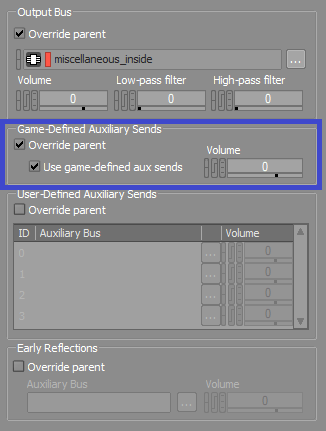 Output Bus
Override parent
miscellaneous_inside ...
Volume Low-pass filter High-pass filter
0 0 0
Game-Defined Auxiliary Sends
Override parent Volume
Use game-defined aux sends 0
User-Defined Auxiliary Sends
Override parent
ID Auxiliary Bus Volume
0 ... 0
1 ... 0
2 ... 0
3 ... 0
Early Reflections
Override parent
Auxiliary Bus Volume
... 0